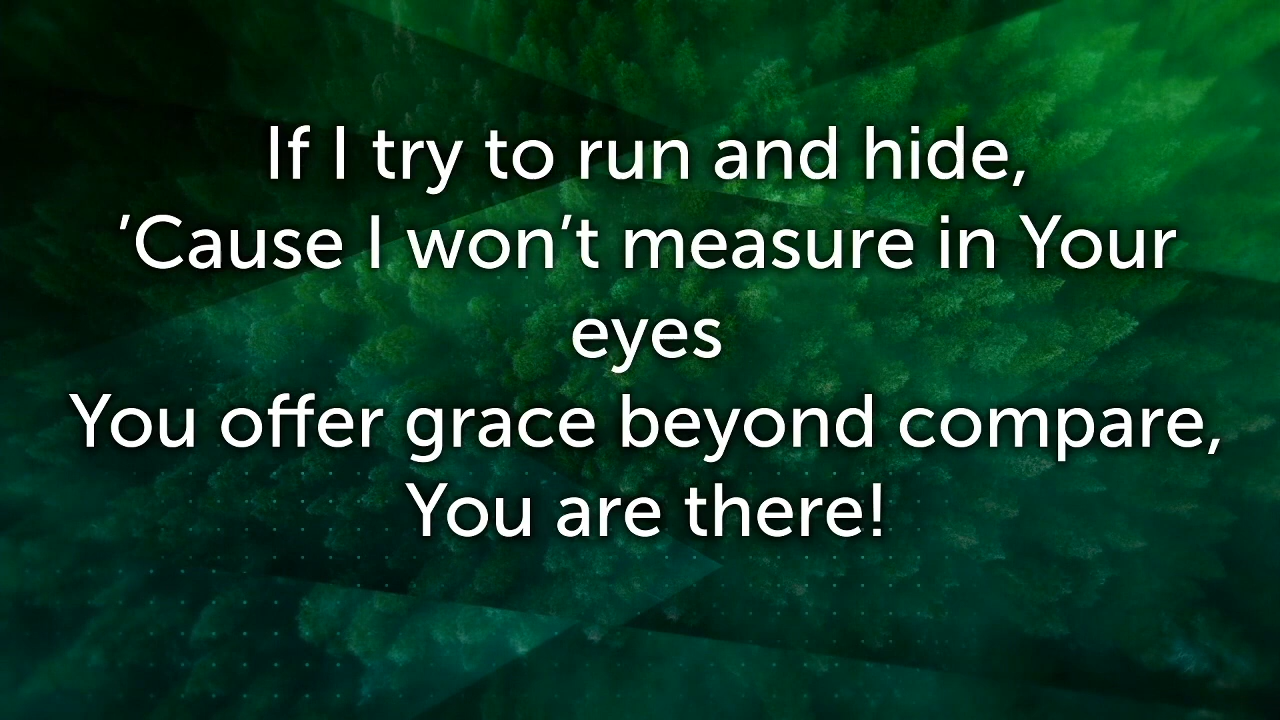 If I try to run and hide,
’Cause I won’t measure in Your
eyes
You offer grace beyond compare,
You are there!